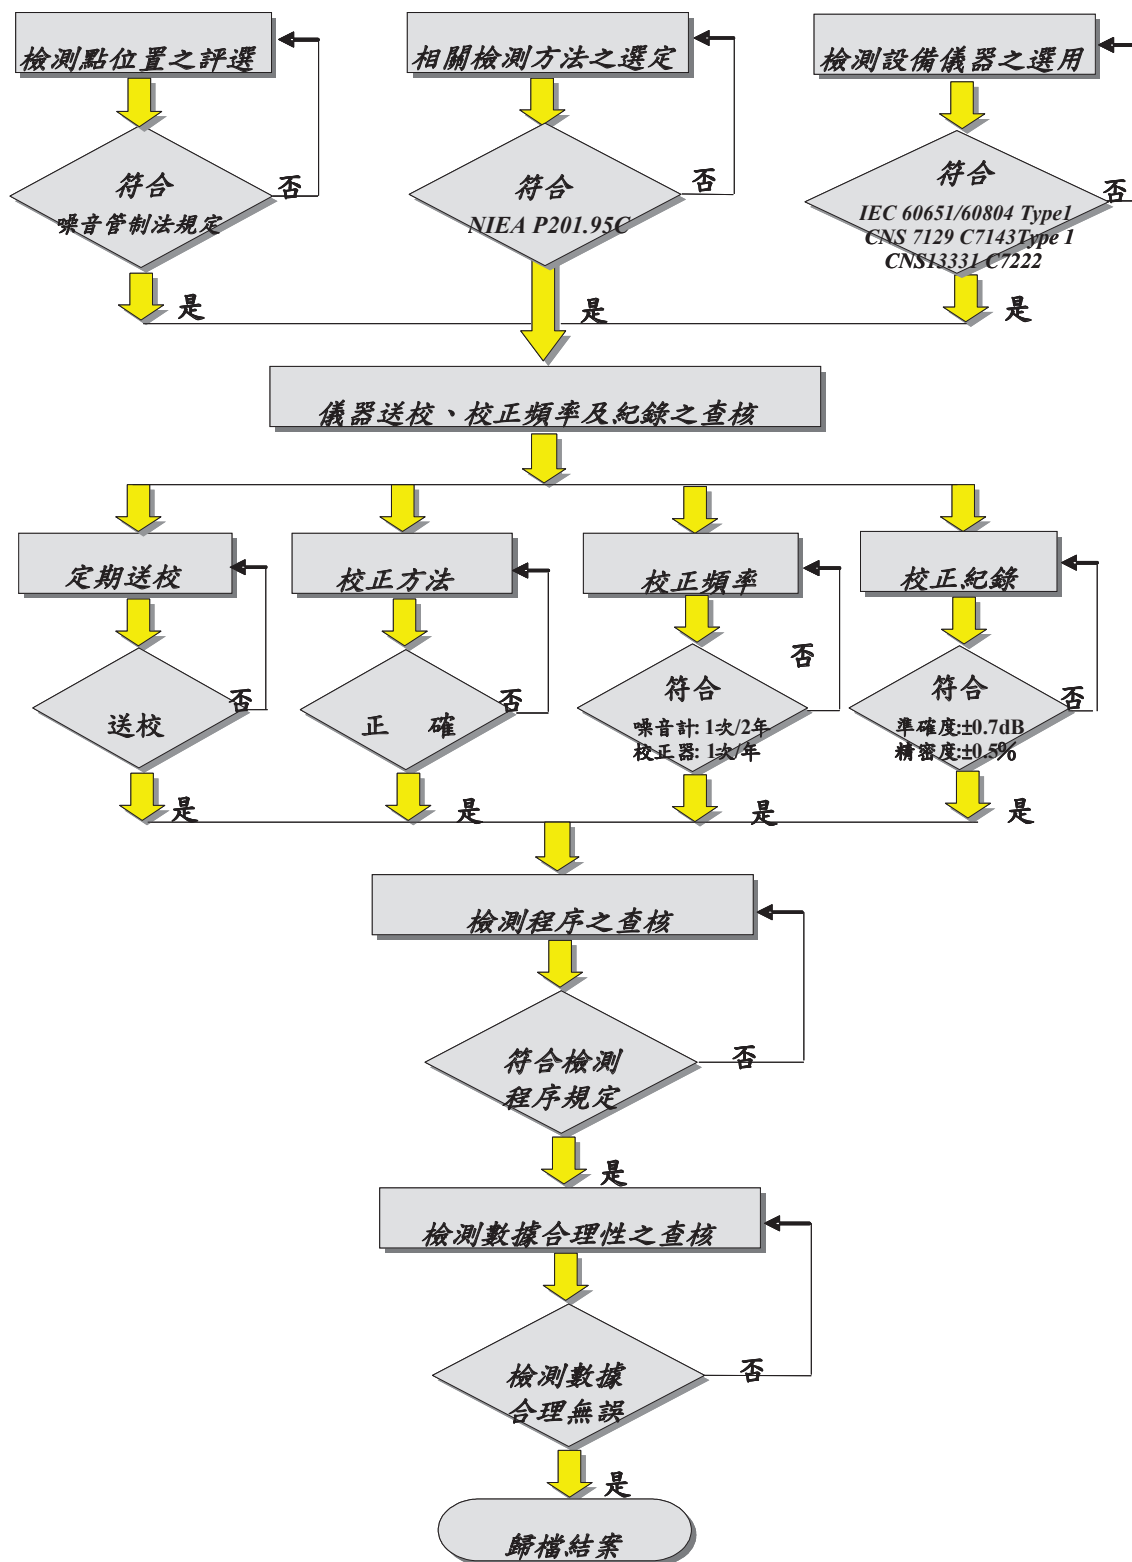 檢測點位置之評選
相關檢測方法之選定
檢測設備儀器之選用
符合
噪音管制法規定
否
符合
NIEA P201.95C
否
符合
IEC 60651/60804 Type1
CNS 7129 C7143Type 1
CNS13331 C7222
否
是
是
是
儀器送校、校正頻率及紀錄之查核
定期送校
校正方法
校正頻率
校正紀錄
送校
否
正 確
否
符合
噪音計: 1次/2年
校正器: 1次/年
否
符合
準確度:±0.7dB
精密度:±0.5%
否
是
是
是
是
檢測程序之查核
符合檢測
程序規定
否
是
檢測數據合理性之查核
檢測數據
合理無誤
否
是
歸檔結案